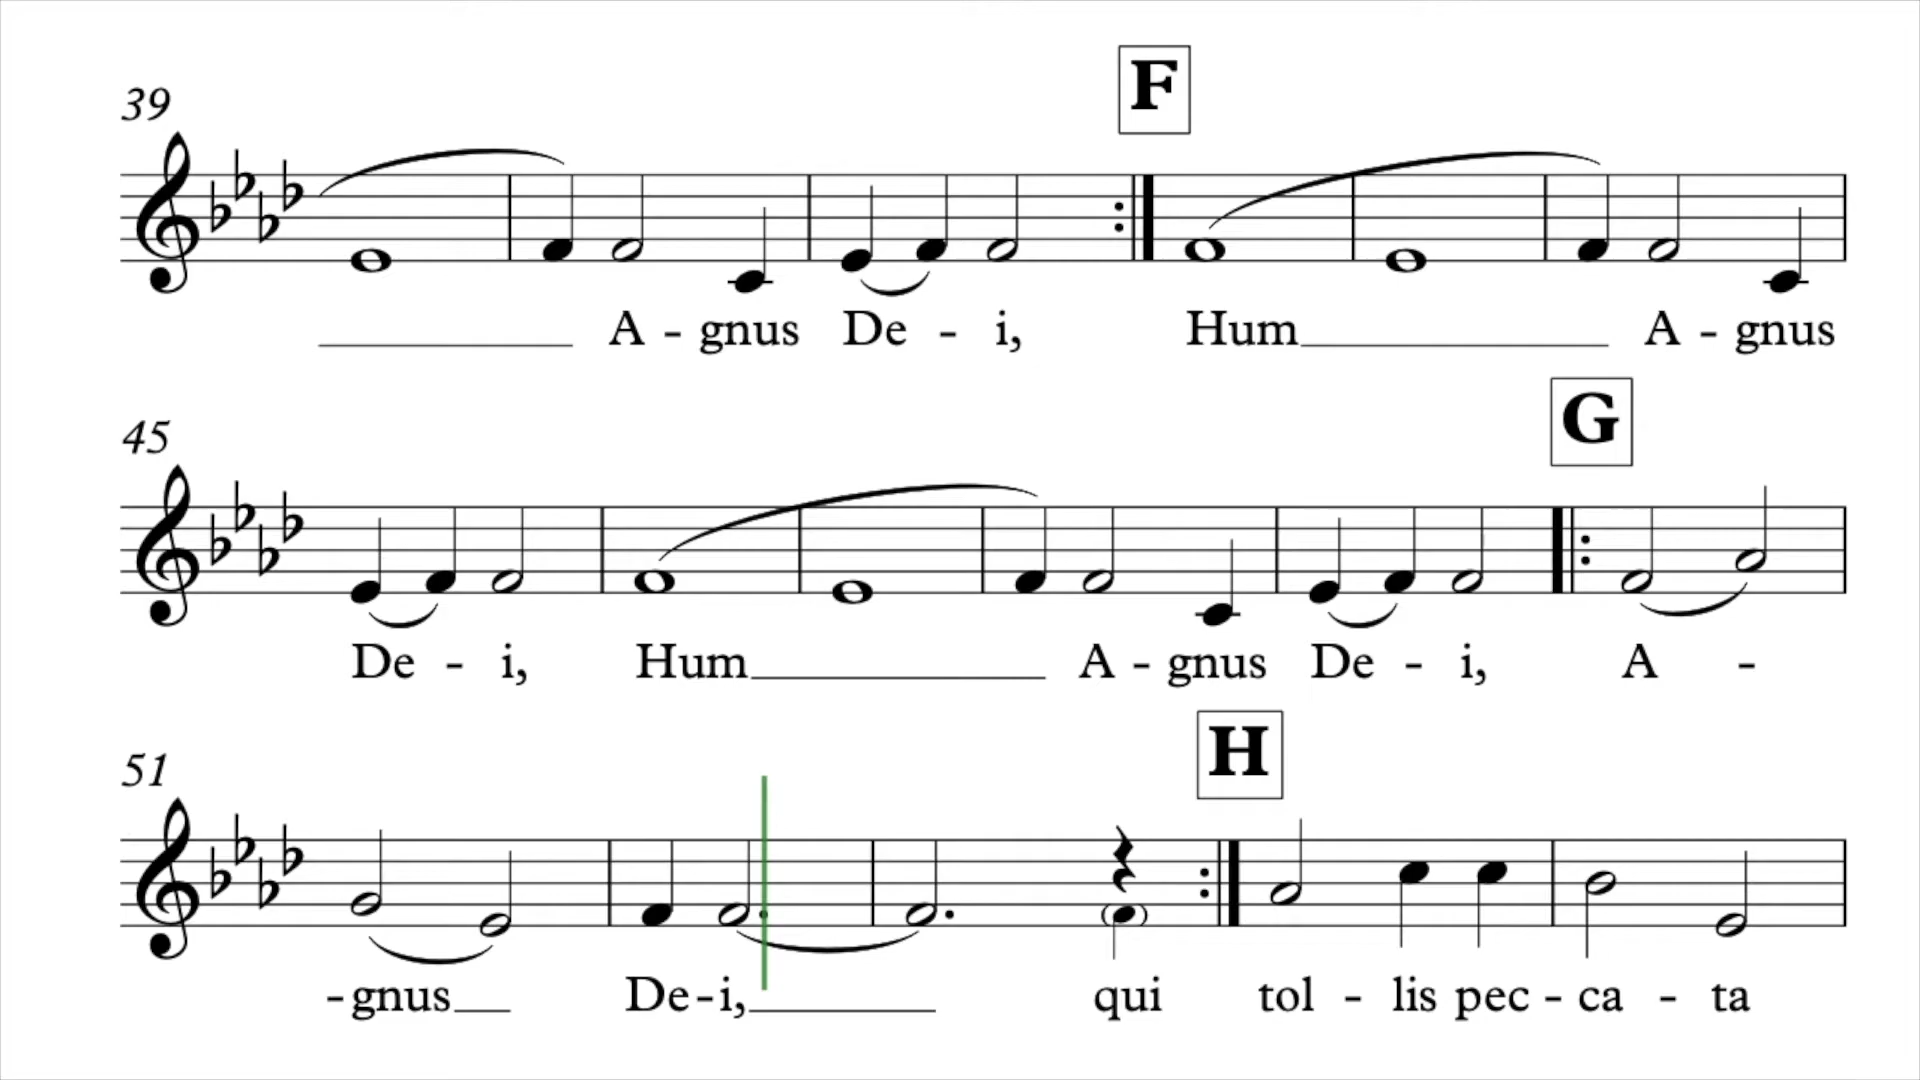 F
39
A - gnus De - i, Hum A - gnus
G
45
De - i, Hum A - gnus De - i, A -
H
51
-gnus De-i, qui tol - lis pec - ca - ta